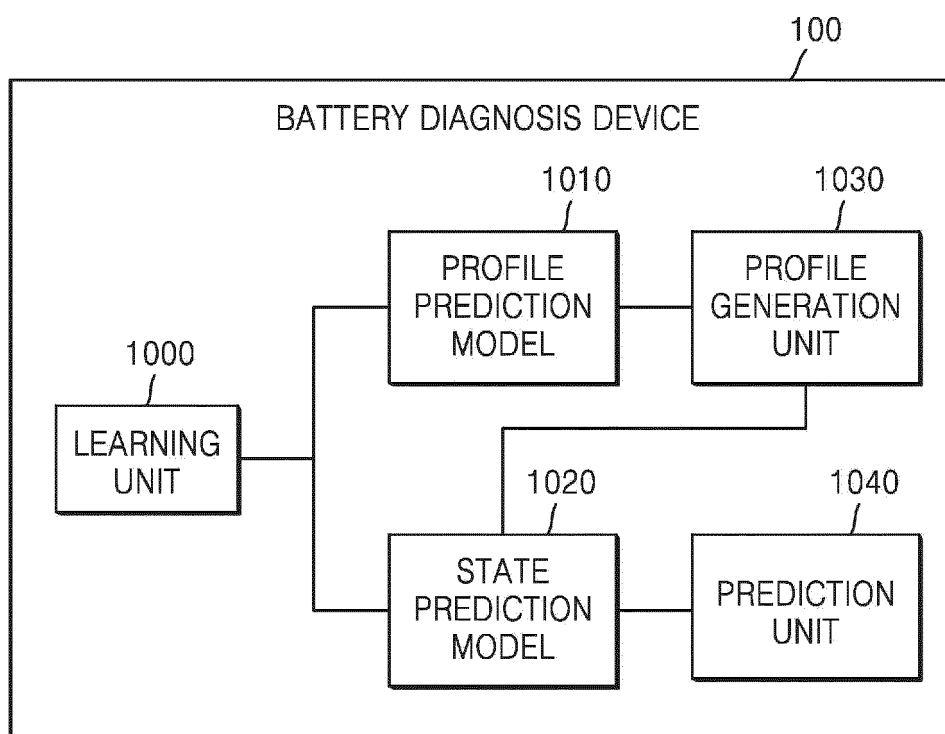 100
BATTERY DIAGNOSIS DEVICE
1010
PROFILE
PREDICTION
MODEL
1030
PROFILE
GENERATION
UNIT
1000
LEARNING
UNIT
1020
STATE
PREDICTION
MODEL
1040
PREDICTION
UNIT